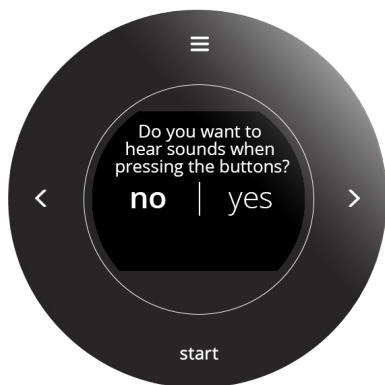 Do you want to
hear sounds when
pressing the buttons?
no | yes
start